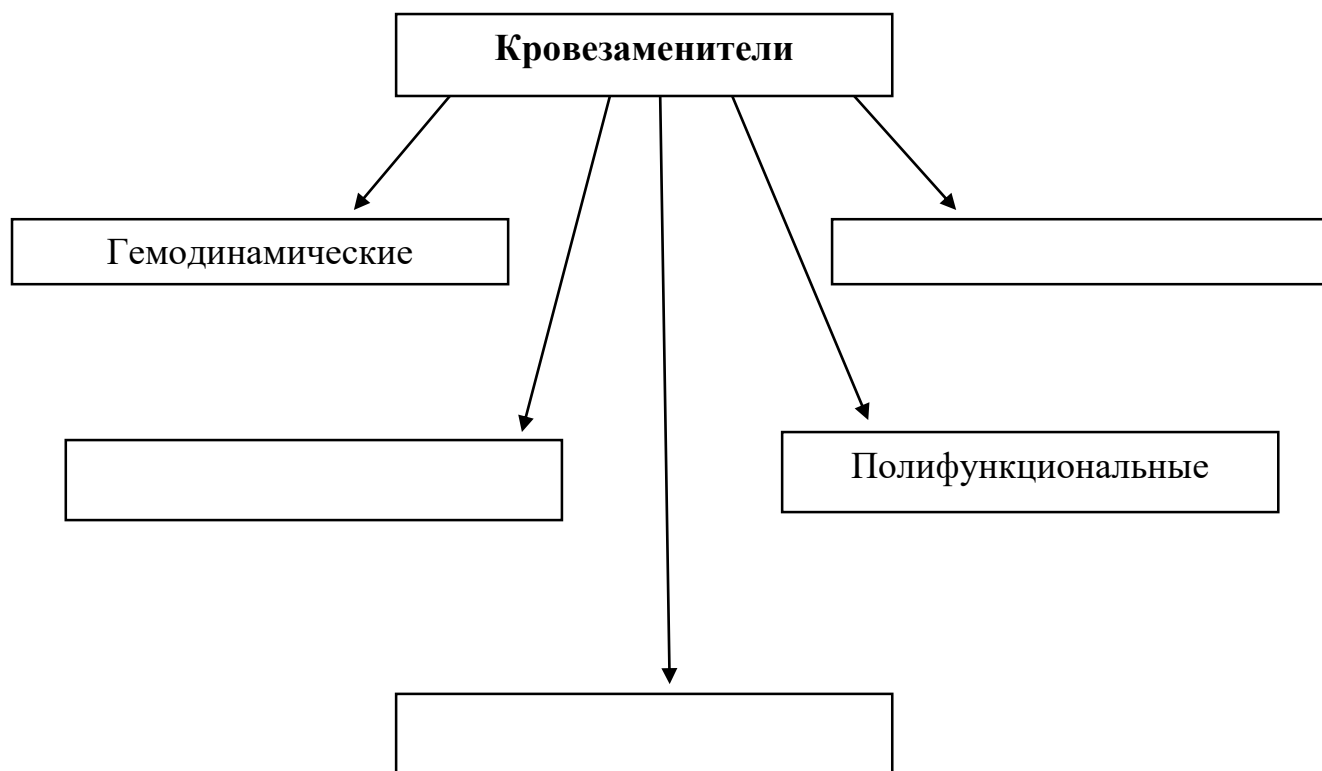 Кровезаменители
Гемодинамические
Полифункциональные